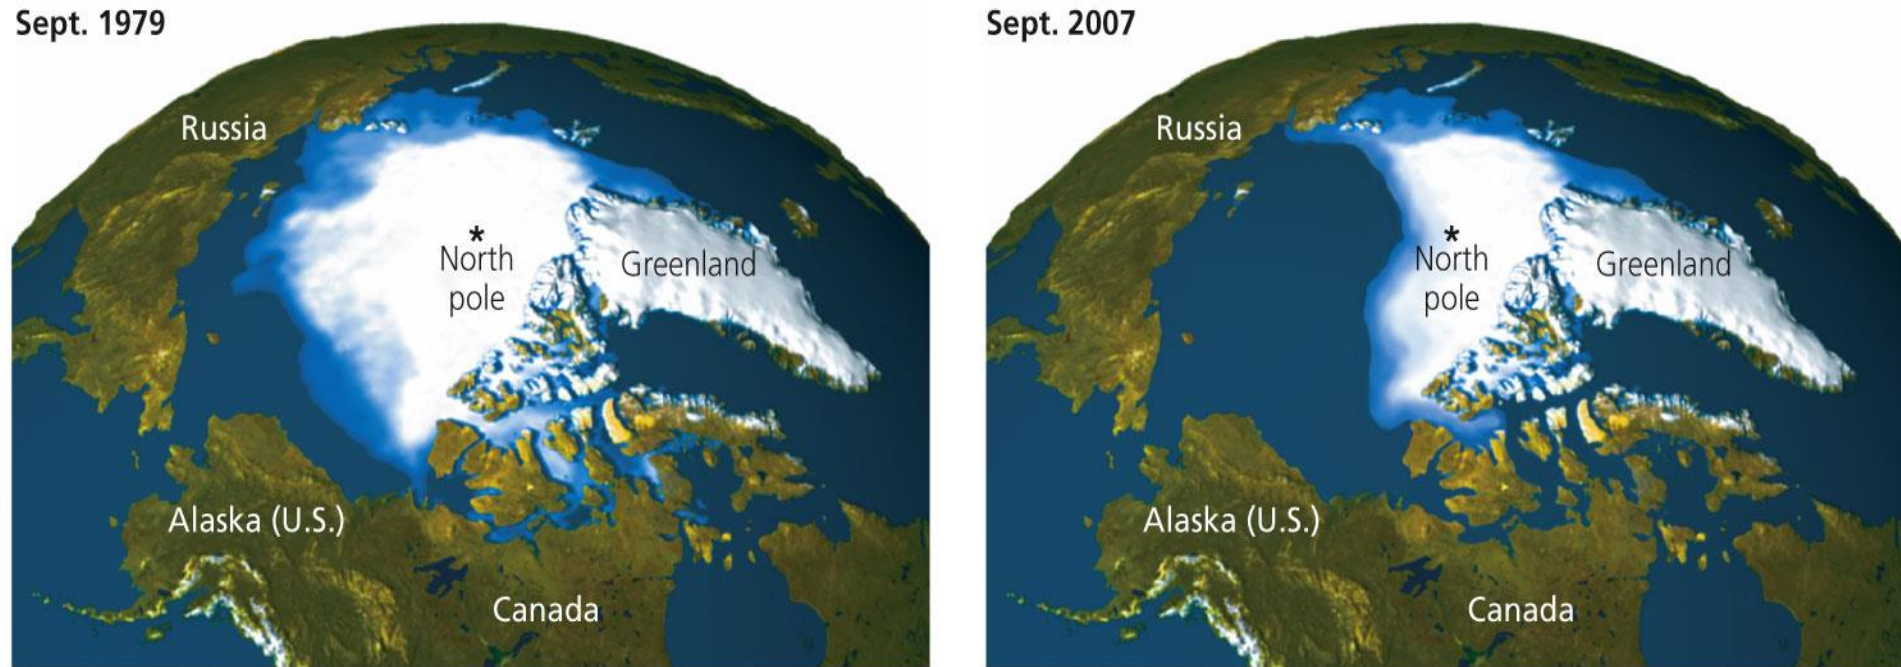 Sept. 1979
Russia
*
North
pole
Greenland
Alaska (U.S.)
Canada
Sept. 2007
Russia
*
North
pole
Greenland
Alaska (U.S.)
Canada